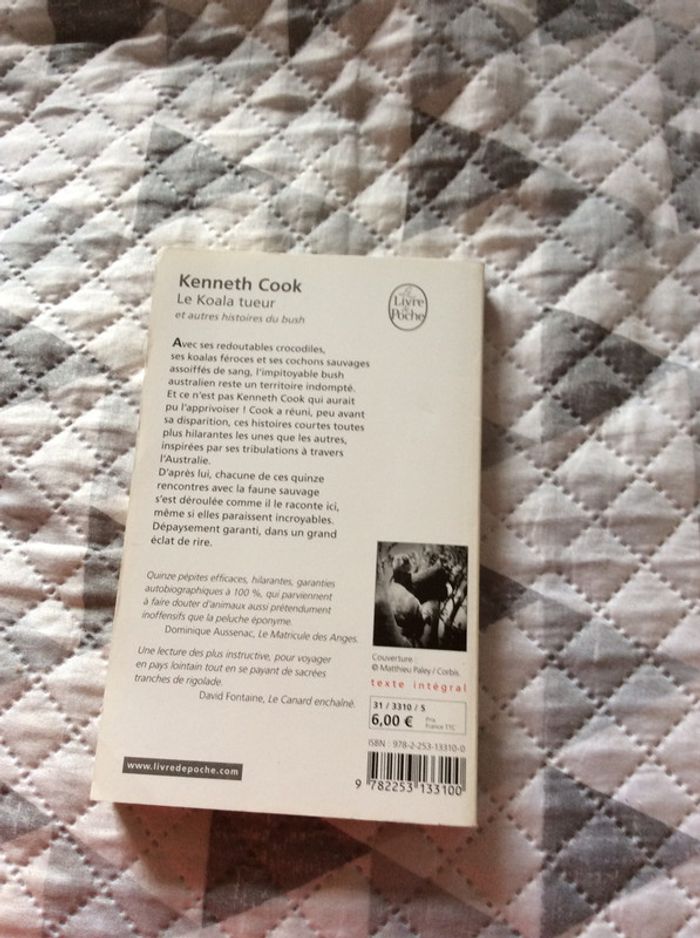 Kenneth Cook
Le Koala tueur
et autres histoires du bush
Le
Livre
de
Poche
Avec ses redoutables crocodiles,
ses koalas féroces et ses cochons sauvages
assoiffés de sang, l'impitoyable bush
australien reste un territoire indompté.
Et ce n'est pas Kenneth Cook qui aurait
pu l'apprivoiser ! Cook a réuni, peu avant
sa disparition, ces histoires courtes toutes
plus hilarantes les unes que les autres,
inspirées par ses tribulations à travers
l'Australie.
D'après lui, chacune de ces quinze
rencontres avec la faune sauvage
s'est déroulée comme il le raconte ici,
même si elles paraissent incroyables.
Dépaysement garanti, dans un grand
éclat de rire.
Quinze pépites efficaces, hilarantes, garanties
autobiographiques à 100 %, qui parviennent
à faire douter d'animaux aussi prétendument
inoffensifs que la peluche éponyme.
Dominique Aussenac, Le Matricule des Anges.
Une lecture des plus instructive, pour voyager
en pays lointain tout en se payant de sacrées
tranches de rigolade.
David Fontaine, Le Canard enchaîné.
Couverture :
© Matthieu Paley / Corbis.
texte intégral
31 / 3310 / 5
6,00 € Prix
France TTC
ISBN : 978-2-253-13310-0
9 782253 133100
www.livredepoche.com